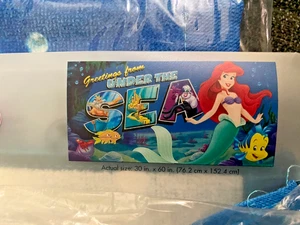 Greetings from
UNDER THE
SEA
Actual size: 30 in. x 60 in. (76.2 cm x 152.4 cm)